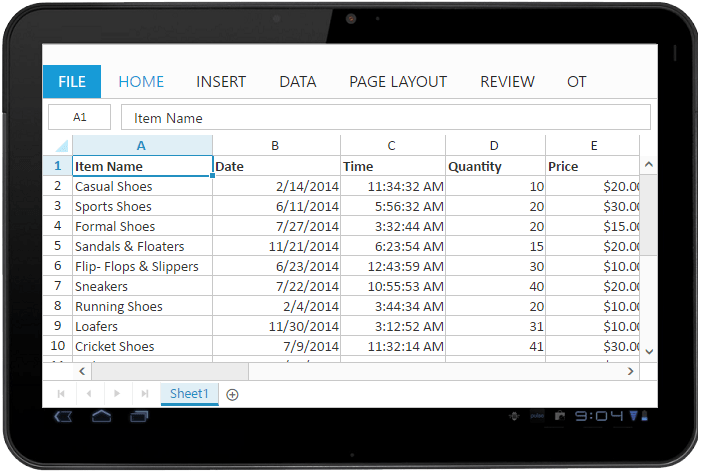 FILE HOME INSERT DATA PAGE LAYOUT REVIEW OT
A1 Item Name
A B C D E
1 Item Name Date Time Quantity Price
2 Casual Shoes 2/14/2014 11:34:32 AM 10 $20.00
3 Sports Shoes 6/11/2014 5:56:32 AM 20 $30.00
4 Formal Shoes 7/27/2014 3:32:44 AM 20 $15.00
5 Sandals & Floaters 11/21/2014 6:23:54 AM 15 $20.00
6 Flip- Flops & Slippers 6/23/2014 12:43:59 AM 30 $10.00
7 Sneakers 7/22/2014 10:55:53 AM 40 $20.00
8 Running Shoes 2/4/2014 3:44:34 AM 20 $10.00
9 Loafers 11/30/2014 3:12:52 AM 31 $10.00
10 Cricket Shoes 7/9/2014 11:32:14 AM 41 $30.00
Sheet1
9:04